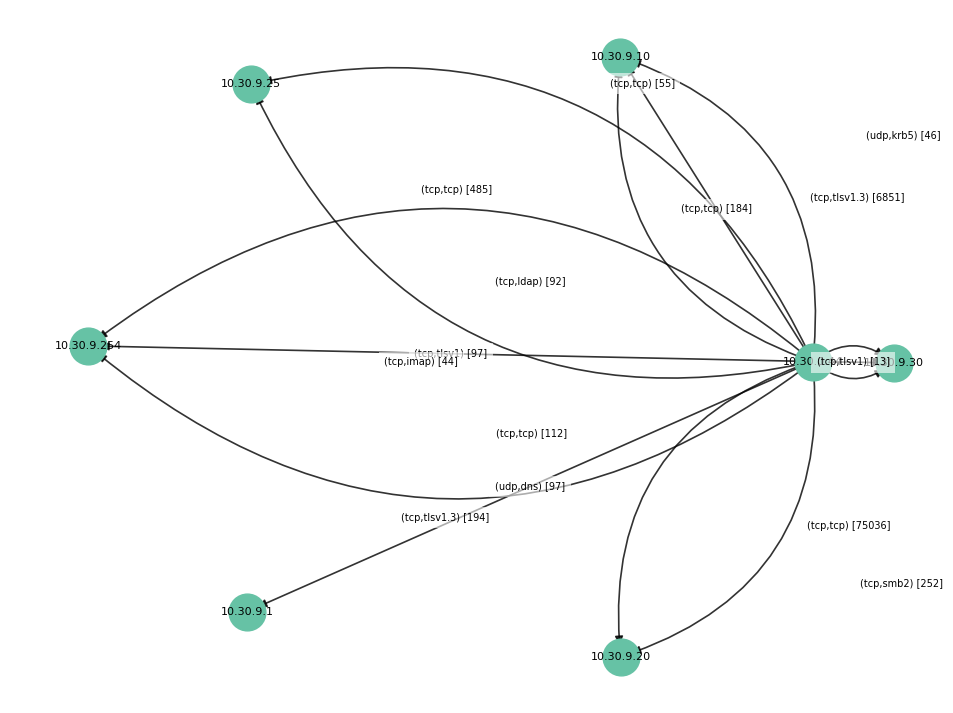 10.30.9.10
10.30.9.25
(tcp,tcp) [55]
(udp,krb5) [46]
(tcp,tcp) [485]
(tcp,tlsv1.3) [6851]
(tcp,tcp) [184]
(tcp,ldap) [92]
10.30.9.254
(tcp,tlsv1) [97]
(tcp,imap) [44]
(tcp,tlsv1) [13]
(tcp,tcp) [112]
(udp,dns) [97]
(tcp,tlsv1.3) [194]
(tcp,tcp) [75036]
(tcp,smb2) [252]
10.30.9.1
10.30.9.20